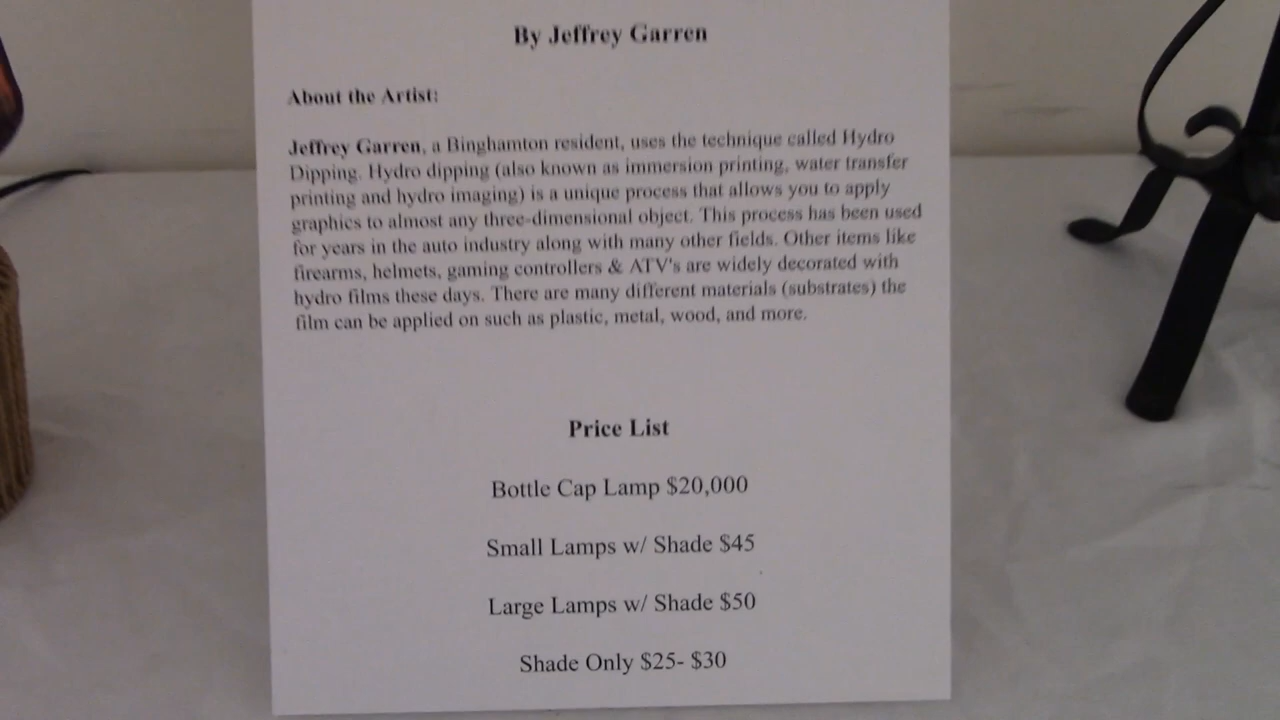 By Jeffrey Garren
About the Artist:
Jeffrey Garren, a Binghamton resident, uses the technique called Hydro
Dipping. Hydro dipping (also known as immersion printing, water transfer
printing and hydro imaging) is a unique process that allows you to apply
graphics to almost any three-dimensional object. This process has been used
for years in the auto industry along with many other fields. Other items like
firearms, helmets, gaming controllers & ATV's are widely decorated with
hydro films these days. There are many different materials (substrates) the
film can be applied on such as plastic, metal, wood, and more.
Price List
Bottle Cap Lamp $20,000
Small Lamps w/ Shade $45
Large Lamps w/ Shade $50
Shade Only $25- $30